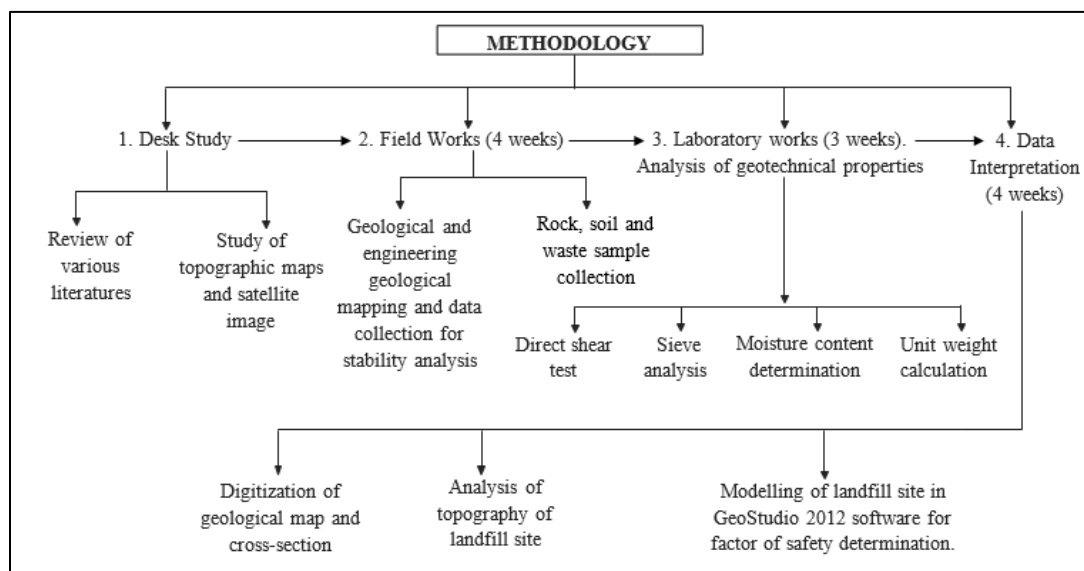 METHODOLOGY
1. Desk Study
2. Field Works (4 weeks)
3. Laboratory works (3 weeks).
Analysis of geotechnical properties
4. Data
Interpretation
(4 weeks)
Review of
various
literatures
Study of
topographic maps
and satellite
image
Geological and
engineering
geological
mapping and data
collection for
stability analysis
Rock, soil and
waste sample
collection
Direct shear
test
Sieve
analysis
Moisture content
determination
Unit weight
calculation
Digitization of
geological map and
cross-section
Analysis of
topography of
landfill site
Modelling of landfill site in
GeoStudio 2012 software for
factor of safety determination.